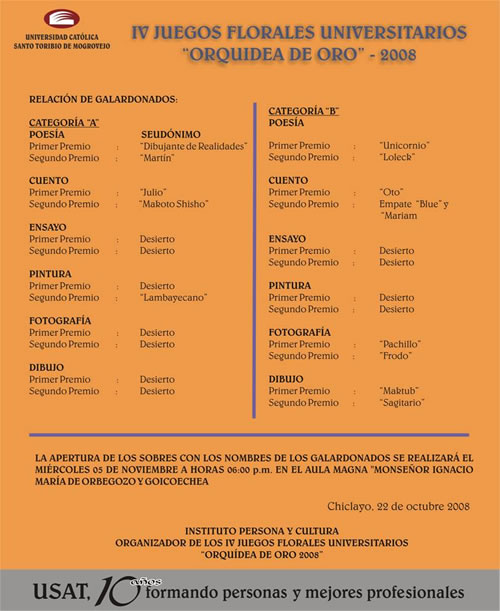 UNIVERSIDAD CATÓLICA
SANTO TORIBIO DE MOGROVEJO
IV JUEGOS FLORALES UNIVERSITARIOS
"ORQUIDEA DE ORO" - 2008
RELACIÓN DE GALARDONADOS:
CATEGORÍA "A"
POESÍA SEUDÓNIMO
Primer Premio : "Dibujante de Realidades"
Segundo Premio : "Martín"
CUENTO
Primer Premio : "Julio"
Segundo Premio : "Makoto Shisho"
ENSAYO
Primer Premio : Desierto
Segundo Premio : Desierto
PINTURA
Primer Premio : Desierto
Segundo Premio : "Lambayecano"
FOTOGRAFÍA
Primer Premio : Desierto
Segundo Premio : Desierto
DIBUJO
Primer Premio : Desierto
Segundo Premio : Desierto
CATEGORÍA "B"
POESÍA
Primer Premio : "Unicornio"
Segundo Premio : "Loleck"
CUENTO
Primer Premio : "Oto"
Segundo Premio : Empate "Blue" y
"Mariam
ENSAYO
Primer Premio : Desierto
Segundo Premio : Desierto
PINTURA
Primer Premio : Desierto
Segundo Premio : Desierto
FOTOGRAFÍA
Primer Premio : "Pachillo"
Segundo Premio : "Frodo"
DIBUJO
Primer Premio : "Maktub"
Segundo Premio : "Sagitario"
LA APERTURA DE LOS SOBRES CON LOS NOMBRES DE LOS GALARDONADOS SE REALIZARÁ EL
MIÉRCOLES 05 DE NOVIEMBRE A HORAS 06:00 p.m. EN EL AULA MAGNA "MONSEÑOR IGNACIO
MARÍA DE ORBEGOZO Y GOICOECHEA
Chiclayo, 22 de octubre 2008
INSTITUTO PERSONA Y CULTURA
ORGANIZADOR DE LOS IV JUEGOS FLORALES UNIVERSITARIOS
"ORQUÍDEA DE ORO 2008"
USAT, 10 años formando personas y mejores profesionales